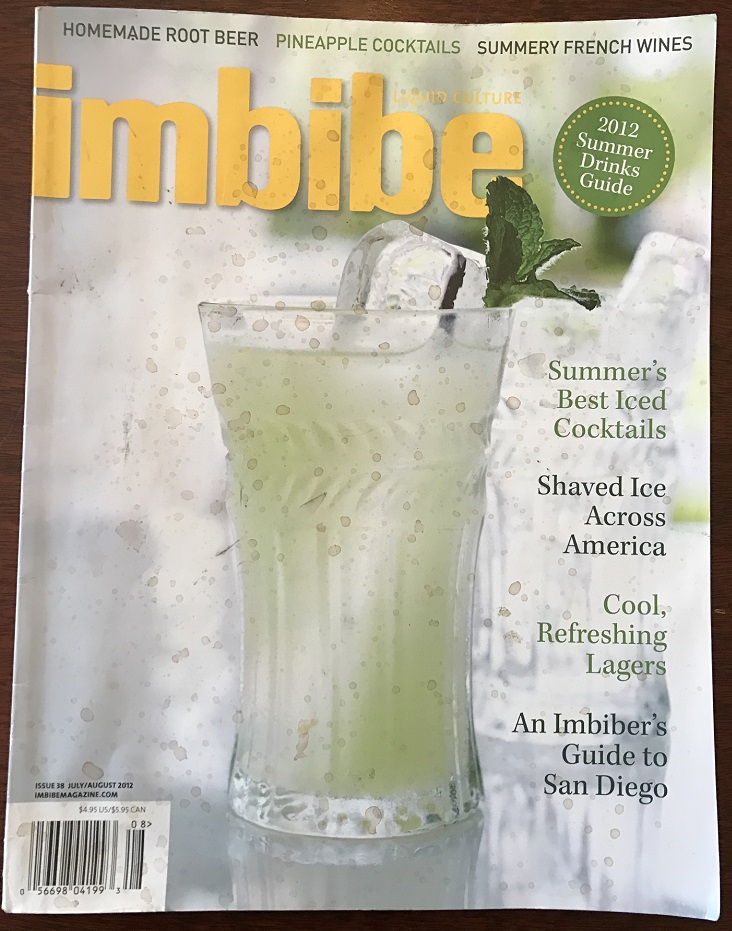 HOMEMADE ROOT BEER PINEAPPLE COCKTAILS SUMMERY FRENCH WINES
imbibe
LIQUID CULTURE
2012
Summer
Drinks
Guide
Summer's
Best Iced
Cocktails
Shaved Ice
Across
America
Cool,
Refreshing
Lagers
An Imbiber's
Guide to
San Diego
ISSUE 38 JULY/AUGUST 2012
IMBIBEMAGAZINE.COM
$4.95 US/$5.95 CAN
08>
0 56698 04199 3